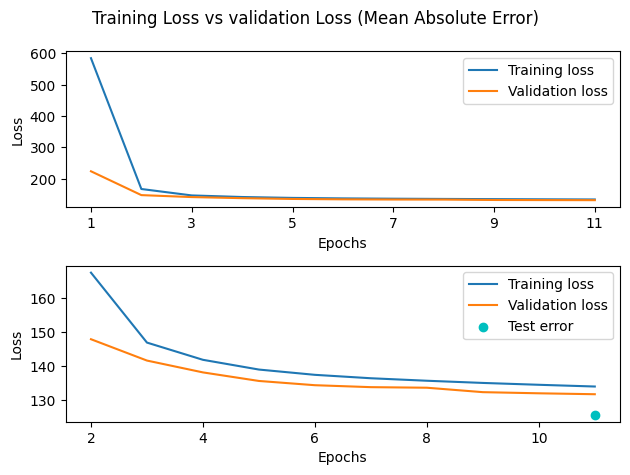 Training Loss vs validation Loss (Mean Absolute Error)
600
500
400
300
200
Loss
Training loss
Validation loss
1 3 5 7 9 11
Epochs
160
150
140
130
Loss
Training loss
Validation loss
Test error
2 4 6 8 10
Epochs